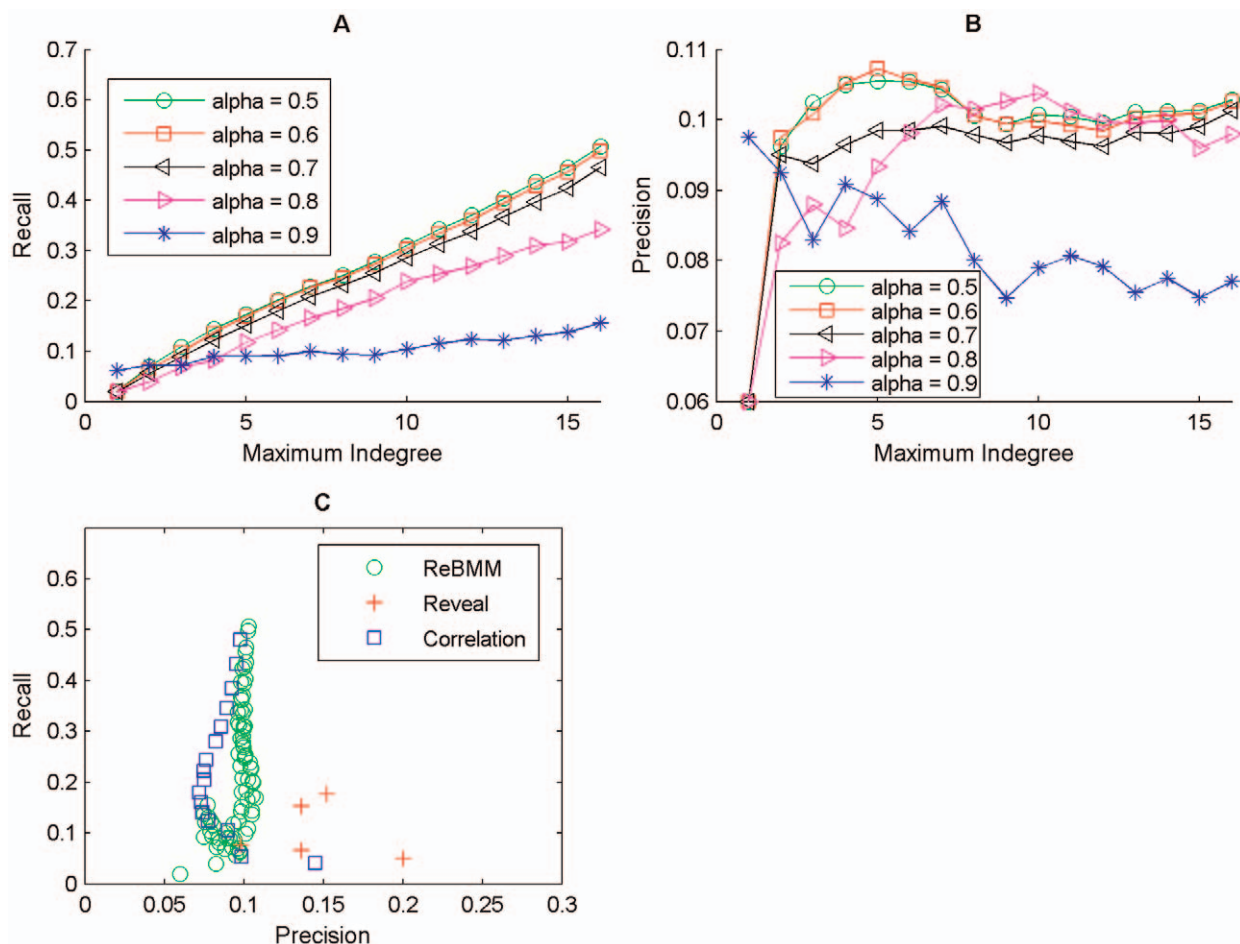 A
0.7
0.6
0.5
0.4
0.3
0.2
0.1
0
Recall
alpha = 0.5
alpha = 0.6
alpha = 0.7
alpha = 0.8
alpha = 0.9
0 5 10 15
Maximum Indegree
B
0.11
0.1
0.09
0.08
0.07
0.06
Precision
alpha = 0.5
alpha = 0.6
alpha = 0.7
alpha = 0.8
alpha = 0.9
0 5 10 15
Maximum Indegree
C
0.6
0.5
0.4
0.3
0.2
0.1
0
Recall
ReBMM
Reveal
Correlation
0 0.05 0.1 0.15 0.2 0.25 0.3
Precision